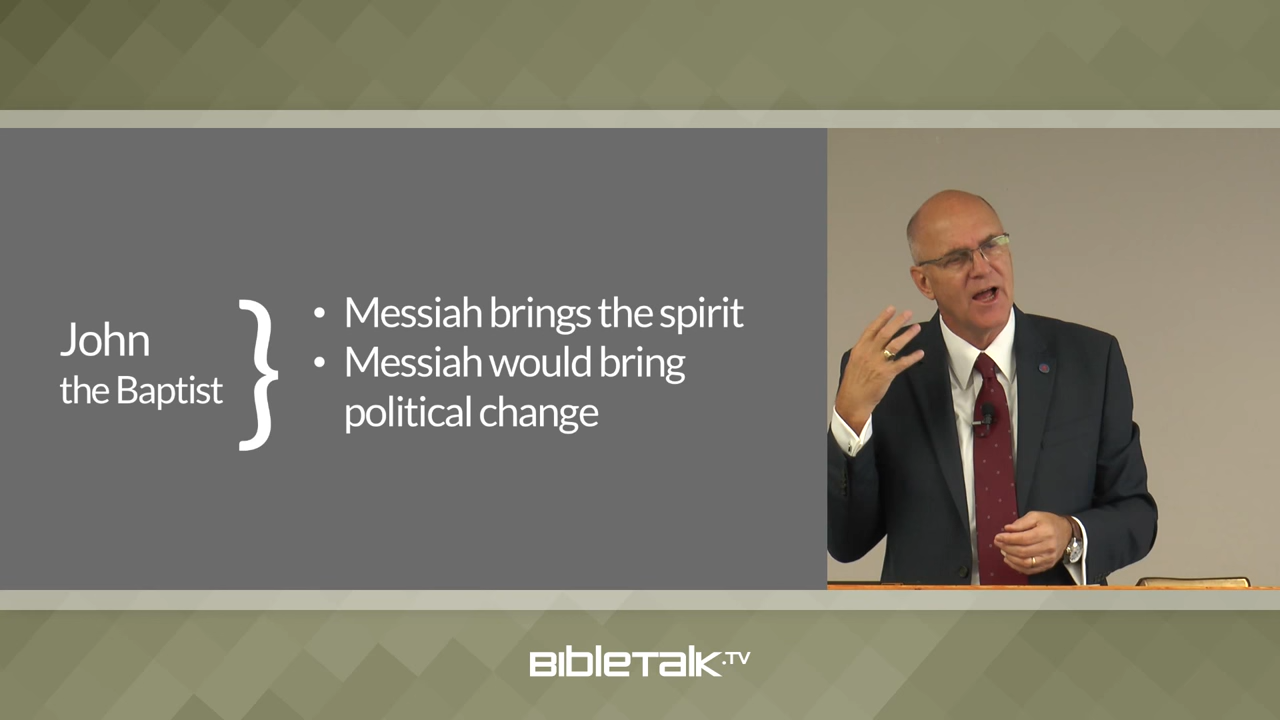 John
the Baptist
}
• Messiah brings the spirit
• Messiah would bring
political change
BIBLETALK.TV